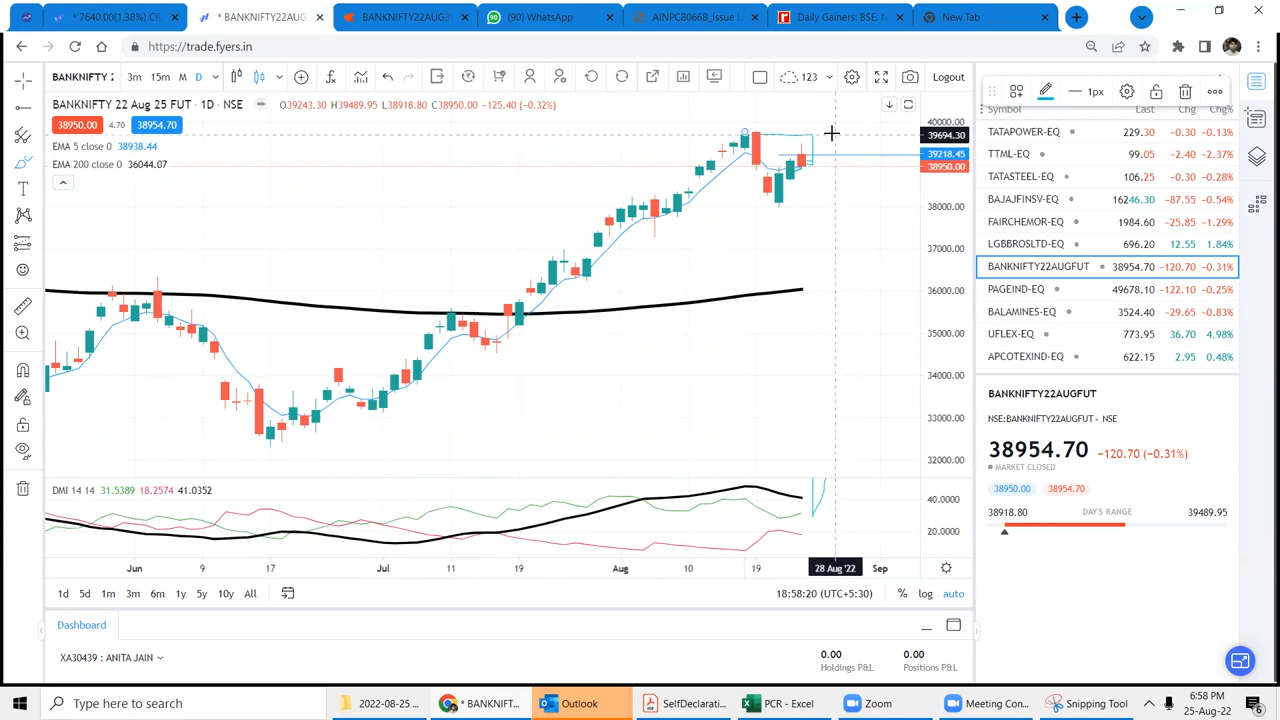 * 7640.00(1.38%) CR
* BANKNIFTY22AUG
BANKNIFTY22AUG3
(90) WhatsApp
AINPC8066B_Issue L
Daily Gainers: BSE, N
New Tab
https://trade.fyers.in
BANKNIFTY 2 3m 15m M D 123 Logout
BANKNIFTY 22 Aug 25 FUT · 1D · NSE O39243.30 H39489.95 L38918.80 C38950.00 -125.40 (-0.32%)
38950.00 4.70 38954.70
EMA 5 close 0 38938.44
EMA 200 close 0 36044.07
40000.00
39694.30
39218.45
38950.00
38000.00
37000.00
36000.00
35000.00
34000.00
33000.00
32000.00
DMI 14 14 31.5389 18.2574 41.0352
40.0000
20.0000
Jun 9 17 Jul 11 19 Aug 10 19 28 Aug '22 Sep
1d 5d 1m 3m 6m 1y 5y 10y All 18:58:20 (UTC+5:30) % log auto
Dashboard
XA30439 : ANITA JAIN
0.00 0.00
Holdings P&L Positions P&L
1px
Symbol Last Chg Chg%
TATAPOWER-EQ 229.30 -0.30 -0.13%
TTML-EQ 99.05 -2.40 -2.37%
TATASTEEL-EQ 106.25 -0.30 -0.28%
BAJAJFINSV-EQ 16246.30 -87.55 -0.54%
FAIRCHEMOR-EQ 1984.60 -25.85 -1.29%
LGBBROSLTD-EQ 696.20 12.55 1.84%
BANKNIFTY22AUGFUT 38954.70 -120.70 -0.31%
PAGEIND-EQ 49678.10 -122.10 -0.25%
BALAMINES-EQ 3524.40 -29.65 -0.83%
UFLEX-EQ 773.95 36.70 4.98%
APCOTEXIND-EQ 622.15 2.95 0.48%
BANKNIFTY22AUGFUT
NSE:BANKNIFTY22AUGFUT - NSE
38954.70 -120.70 (-0.31%)
MARKET CLOSED
38950.00 38954.70
38918.80 DAY'S RANGE 39489.95
Type here to search
2022-08-25 ...
* BANKNIFT...
Outlook
SelfDeclarati...
PCR - Excel
Zoom
Meeting Con...
Snipping Tool
6:58 PM
25-Aug-22
6